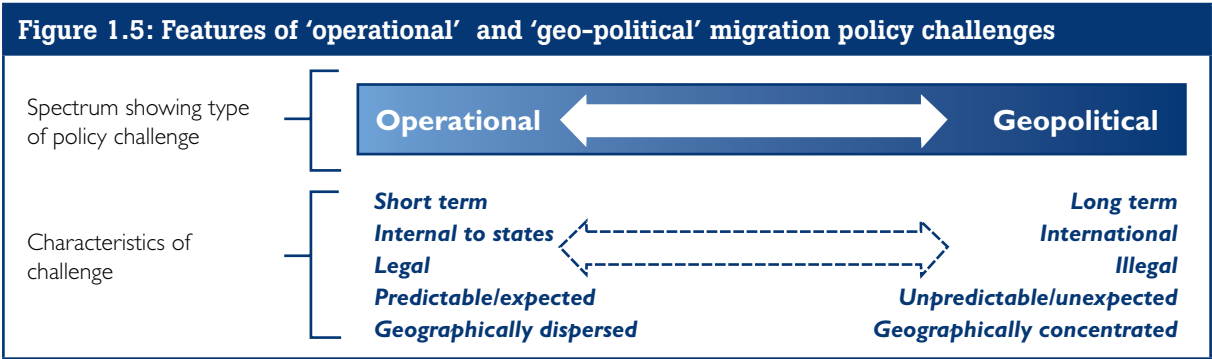 Figure 1.5: Features of ‘operational’ and ‘geo-political’ migration policy challenges
Spectrum showing type
of policy challenge
Operational
Geopolitical
Characteristics of
challenge
Short term
Long term
Internal to states
International
Legal
Illegal
Predictable/expected
Unpredictable/unexpected
Geographically dispersed
Geographically concentrated